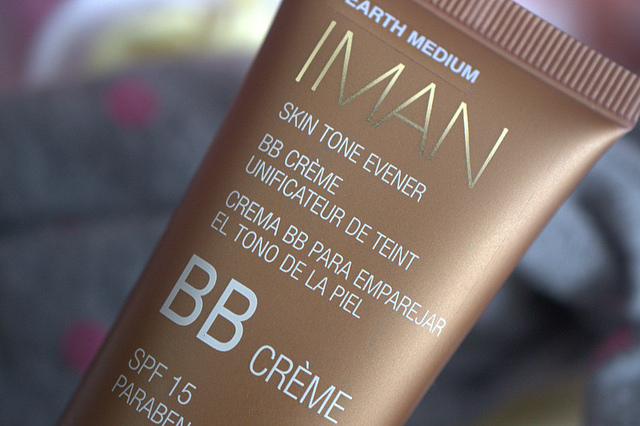 EARTH MEDIUM
IMAN
SKIN TONE EVENER
BB CRÈME
UNIFICATEUR DE TEINT
CREMA BB PARA EMPAREJAR
EL TONO DE LA PIEL
BB CRÈME
SPF 15
PARABEN